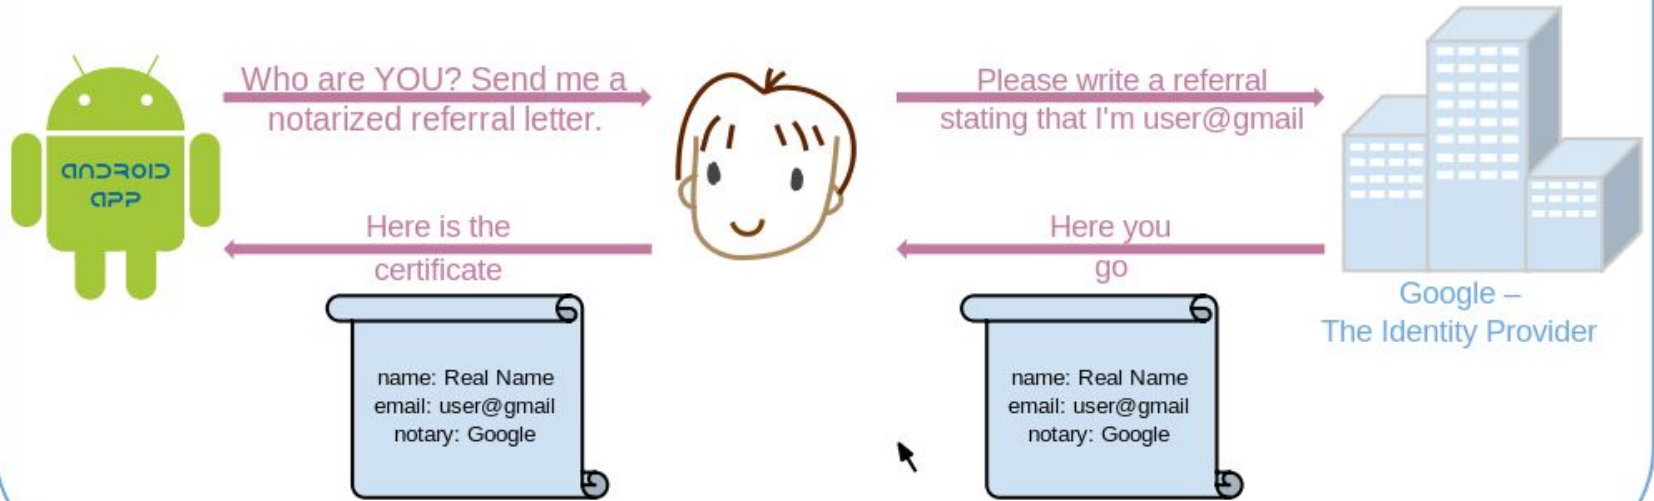 Who are YOU? Send me a
notarized referral letter.
Please write a referral
stating that I'm user@gmail
ANDROID
APP
Here is the
certificate
Here you
go
Google –
The Identity Provider
name: Real Name
email: user@gmail
notary: Google
name: Real Name
email: user@gmail
notary: Google